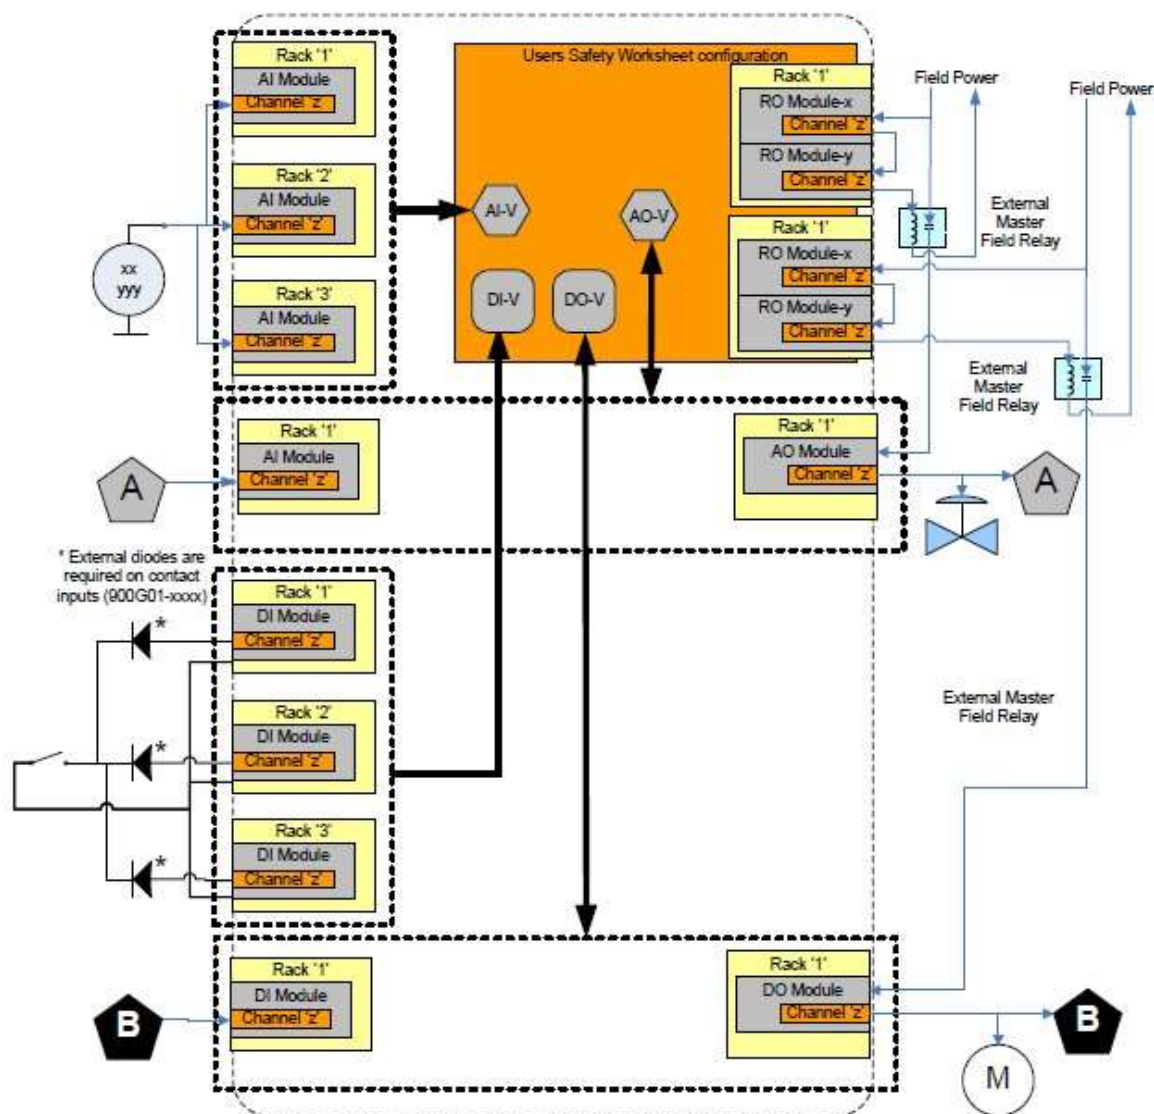 Users Safety Worksheet configuration
Rack '1'
AI Module
Channel 'z'
Rack '2'
AI Module
Channel 'z'
Rack '3'
AI Module
Channel 'z'
xx
yyy
AI-V
AO-V
DI-V
DO-V
Rack '1'
RO Module-x
Channel 'z'
RO Module-y
Channel 'z'
Rack '1'
RO Module-x
Channel 'z'
RO Module-y
Channel 'z'
Field Power
Field Power
External
Master
Field Relay
External
Master
Field Relay
A
Rack '1'
AI Module
Channel 'z'
Rack '1'
AO Module
Channel 'z'
A
* External diodes are
required on contact
inputs (900G01-xxxx)
*
*
*
Rack '1'
DI Module
Channel 'z'
Rack '2'
DI Module
Channel 'z'
Rack '3'
DI Module
Channel 'z'
External Master
Field Relay
B
Rack '1'
DI Module
Channel 'z'
Rack '1'
DO Module
Channel 'z'
B
M